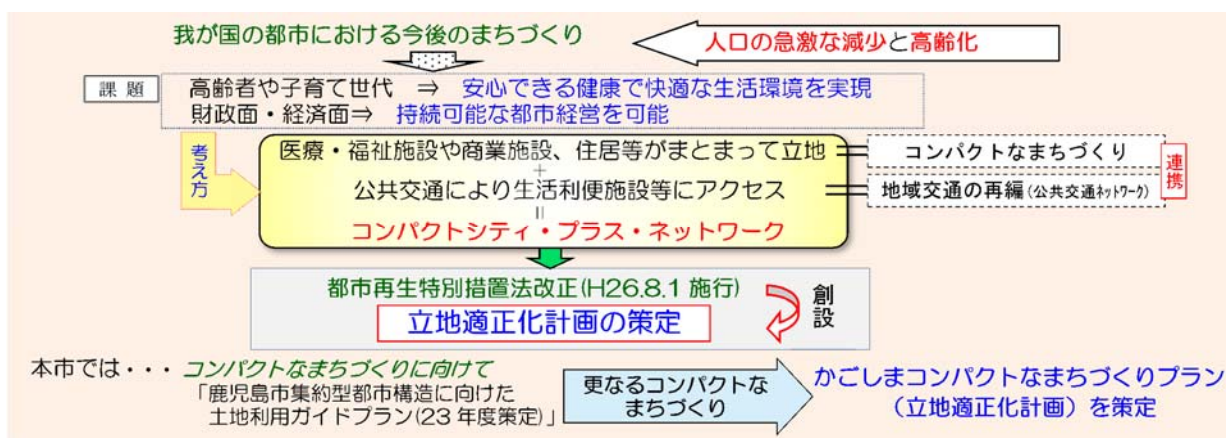 我が国の都市における今後のまちづくり
人口の急激な減少と高齢化
課題
高齢者や子育て世代 ⇒ 安心できる健康で快適な生活環境を実現
財政面・経済面⇒ 持続可能な都市経営を可能
考え方
医療・福祉施設や商業施設、住居等がまとまって立地
+
公共交通により生活利便施設等にアクセス
=
コンパクトシティ・プラス・ネットワーク
コンパクトなまちづくり
地域交通の再編(公共交通ネットワーク)
連携
都市再生特別措置法改正(H26.8.1 施行)
立地適正化計画の策定
創設
本市では・・・ コンパクトなまちづくりに向けて
「鹿児島市集約型都市構造に向けた
土地利用ガイドプラン(23年度策定)」
更なるコンパクトな
まちづくり
かごしまコンパクトなまちづくりプラン
(立地適正化計画)を策定